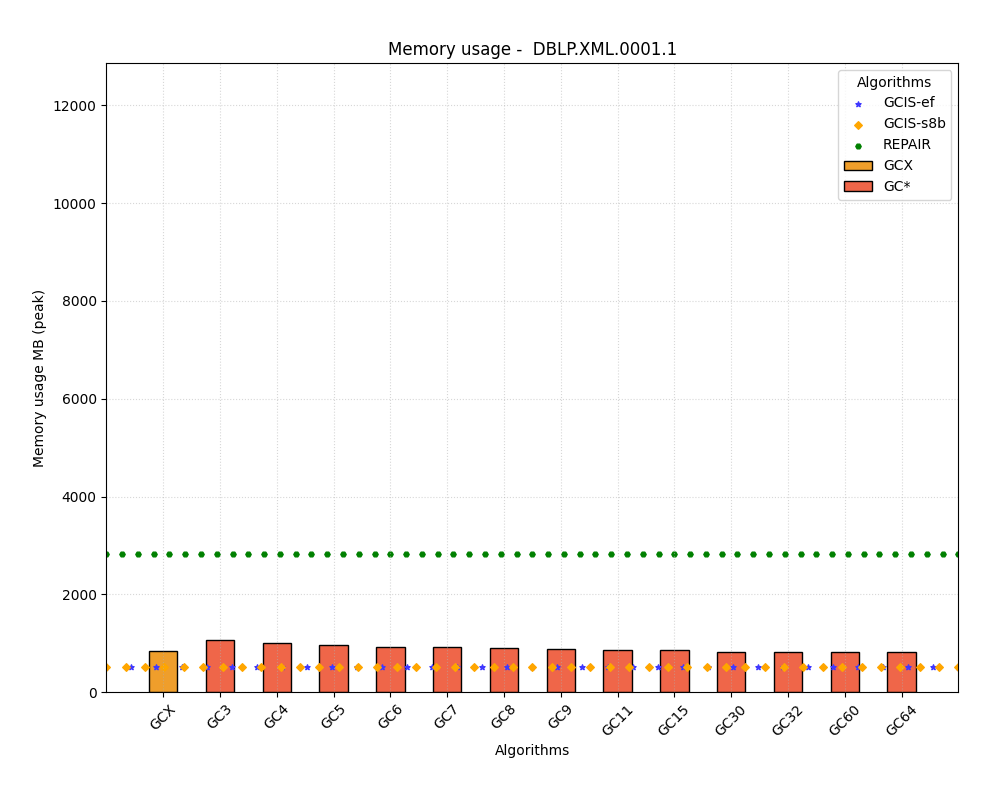 Memory usage -  DBLP.XML.0001.1
Algorithms
GCIS-ef
GCIS-s8b
REPAIR
GCX
GC*
Memory usage MB (peak)
12000
10000
8000
6000
4000
2000
0
GCX
GC3
GC4
GC5
GC6
GC7
GC8
GC9
GC11
GC15
GC30
GC32
GC60
GC64
Algorithms